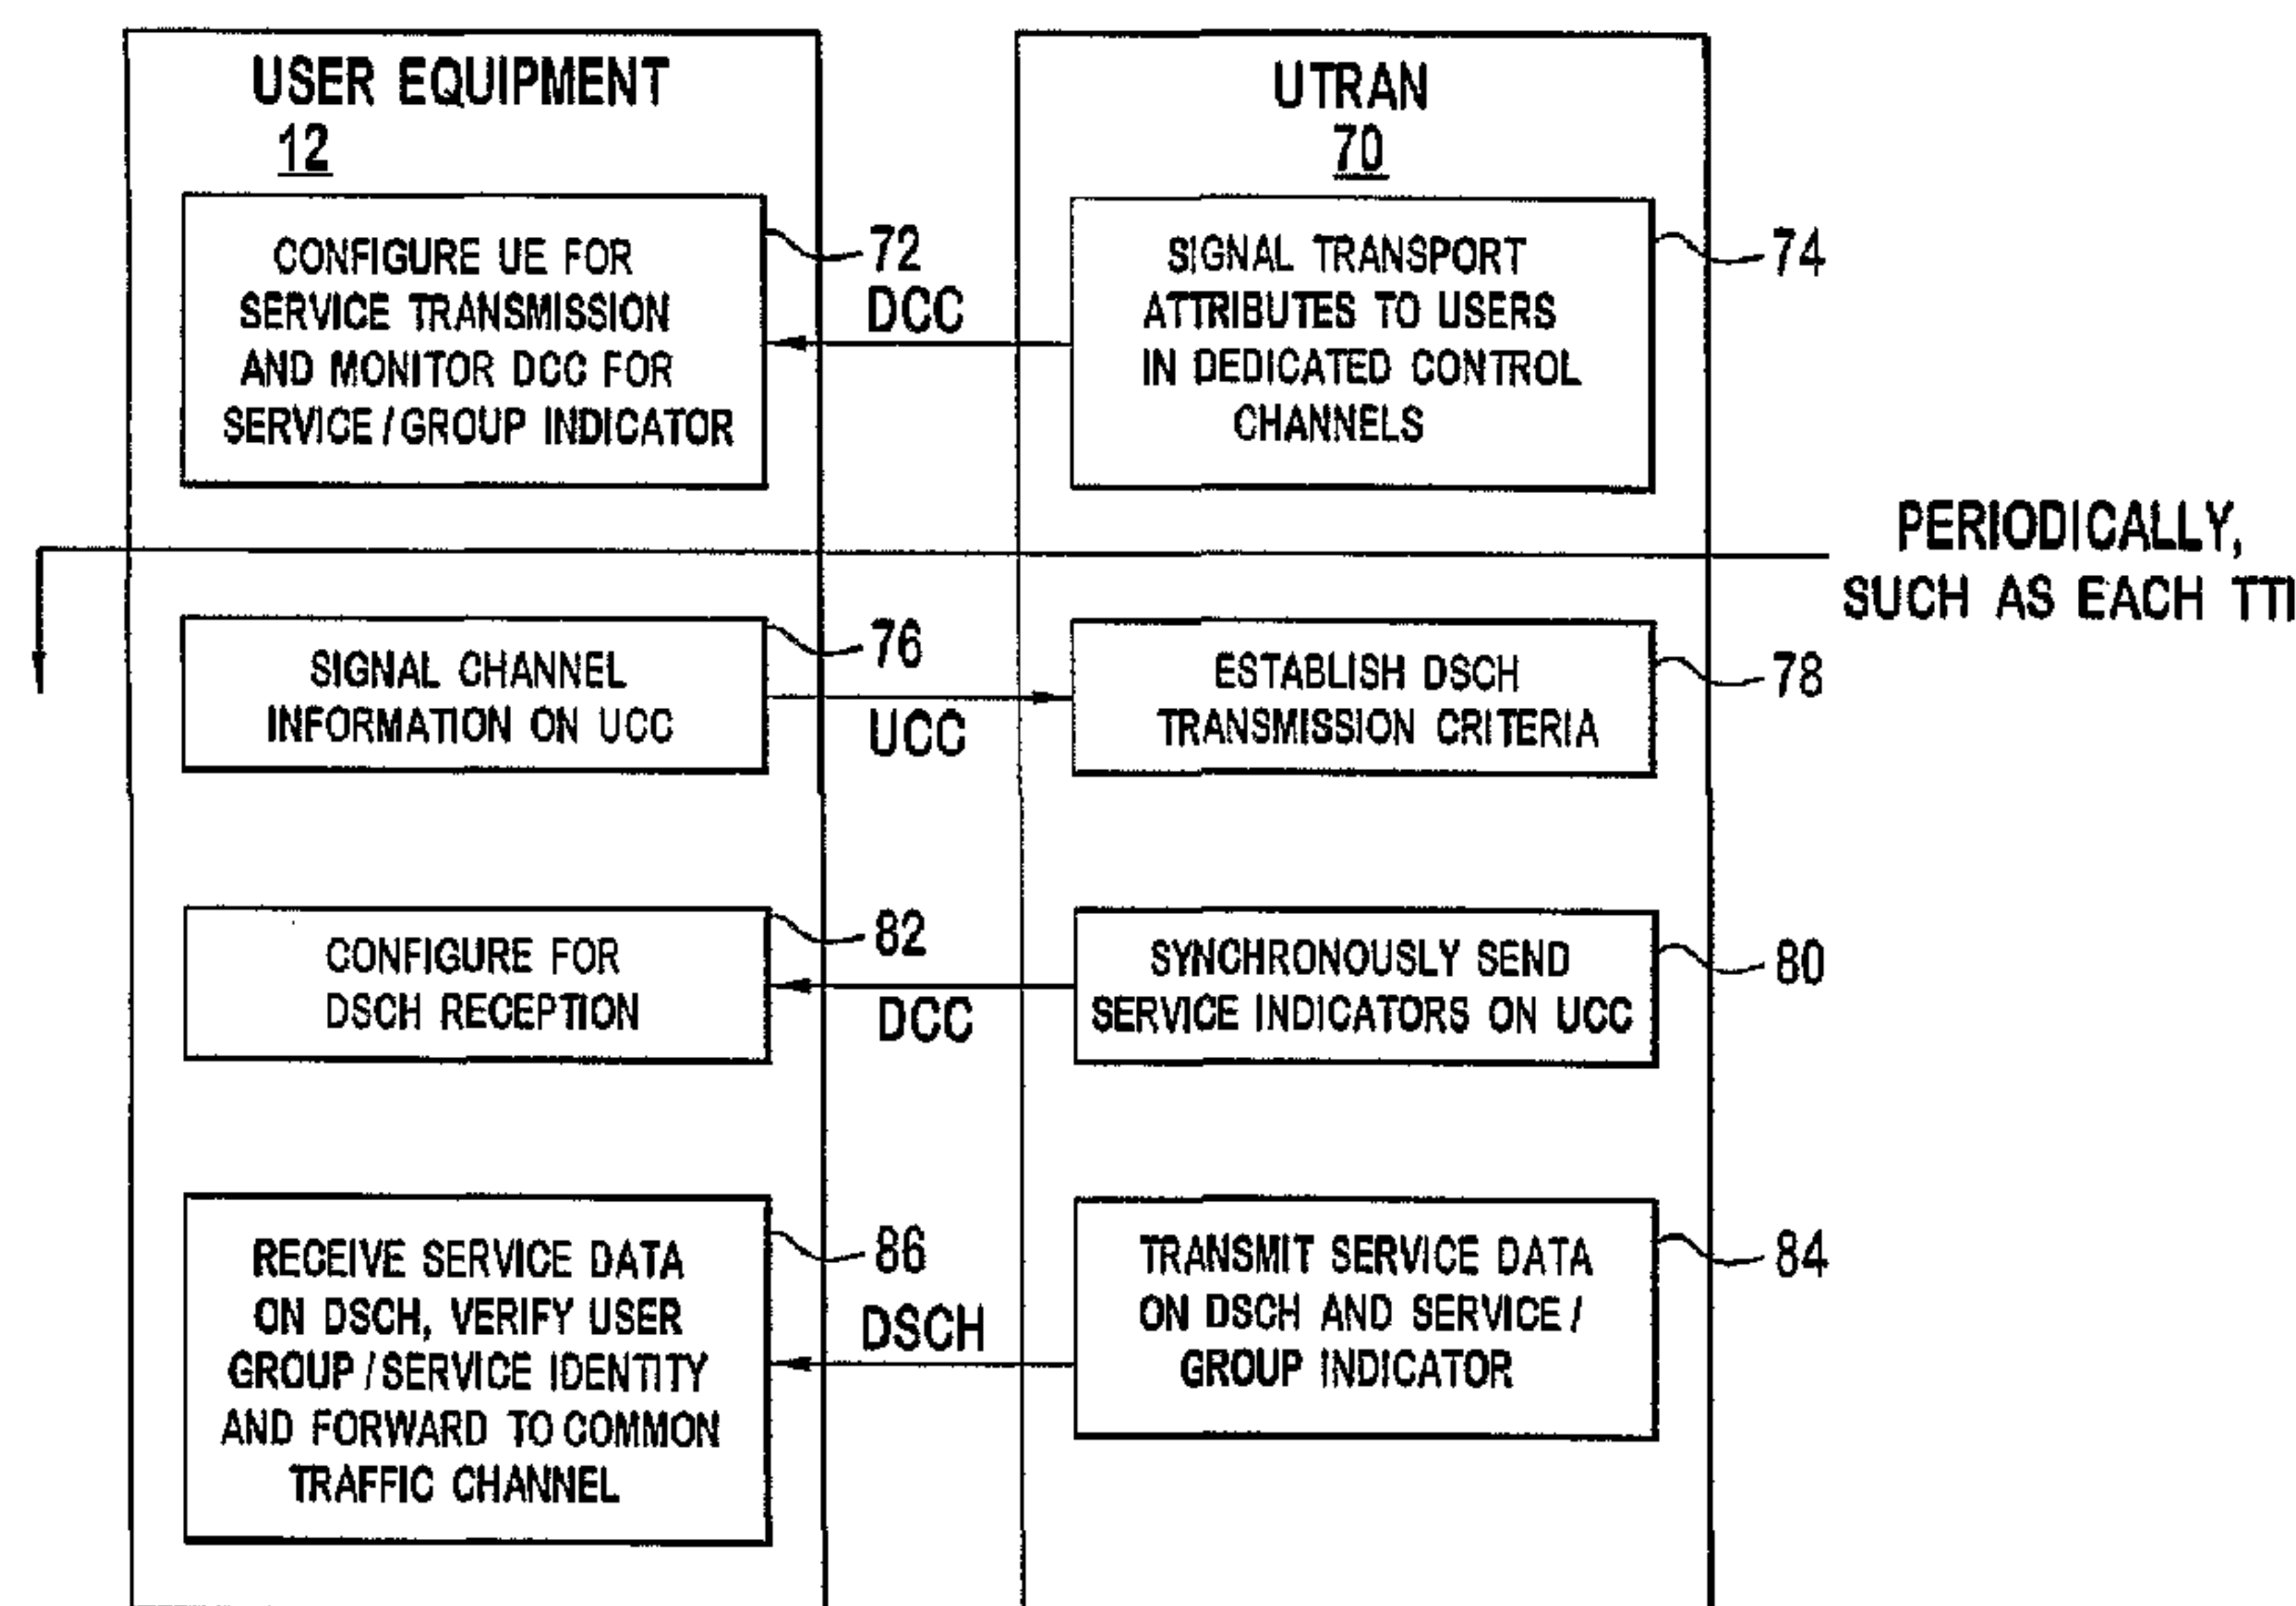 USER EQUIPMENT
12
UTRAN
70
CONFIGURE UE FOR
SERVICE TRANSMISSION
AND MONITOR DCC FOR
SERVICE/GROUP INDICATOR
72
DCC
SIGNAL TRANSPORT
ATTRIBUTES TO USERS
IN DEDICATED CONTROL
CHANNELS
74
PERIODICALLY,
SUCH AS EACH TTI
SIGNAL CHANNEL
INFORMATION ON UCC
76
UCC
ESTABLISH DSCH
TRANSMISSION CRITERIA
78
CONFIGURE FOR
DSCH RECEPTION
82
DCC
SYNCHRONOUSLY SEND
SERVICE INDICATORS ON UCC
80
RECEIVE SERVICE DATA
ON DSCH, VERIFY USER
GROUP/SERVICE IDENTITY
AND FORWARD TO COMMON
TRAFFIC CHANNEL
86
DSCH
TRANSMIT SERVICE DATA
ON DSCH AND SERVICE/
GROUP INDICATOR
84